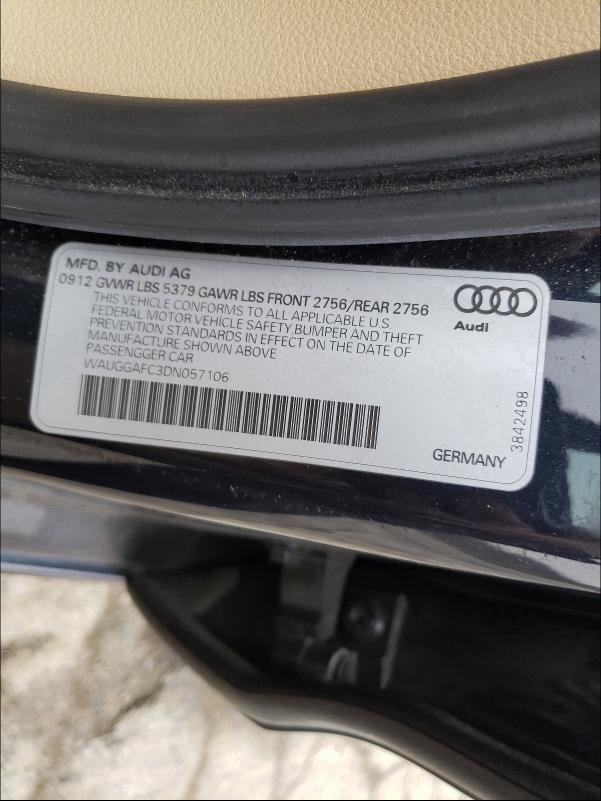 MFD. BY AUDI AG
0912 GVWR LBS 5379 GAWR LBS FRONT 2756/REAR 2756
THIS VEHICLE CONFORMS TO ALL APPLICABLE U.S
FEDERAL MOTOR VEHICLE SAFETY, BUMPER AND THEFT
PREVENTION STANDARDS IN EFFECT ON THE DATE OF
MANUFACTURE SHOWN ABOVE
PASSENGGER CAR
WAUGGAFC3DN057106
Audi
GERMANY
3842498